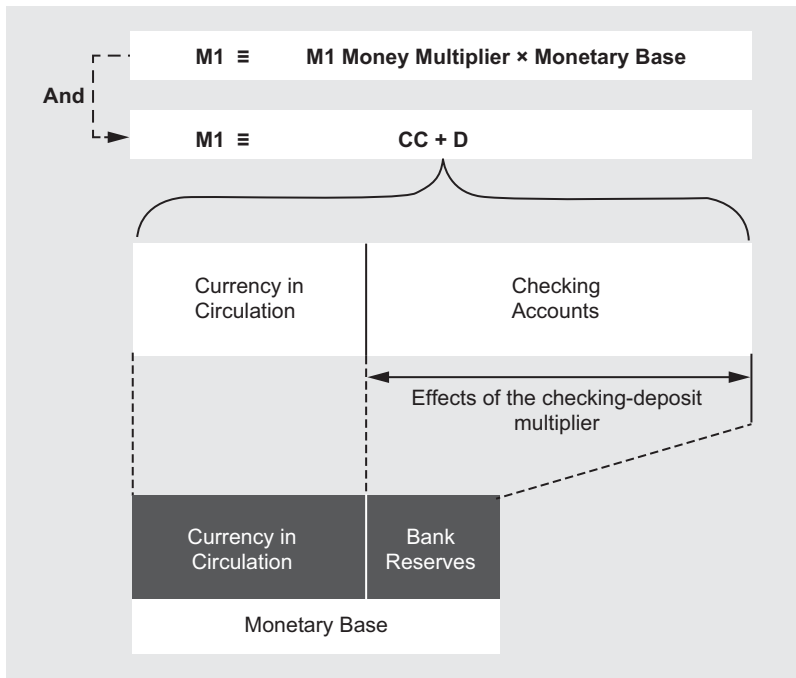 M1 ≡ M1 Money Multiplier × Monetary Base
And
M1 ≡ CC + D
Currency in
Circulation
Checking
Accounts
Effects of the checking-deposit
multiplier
Currency in
Circulation
Bank
Reserves
Monetary Base